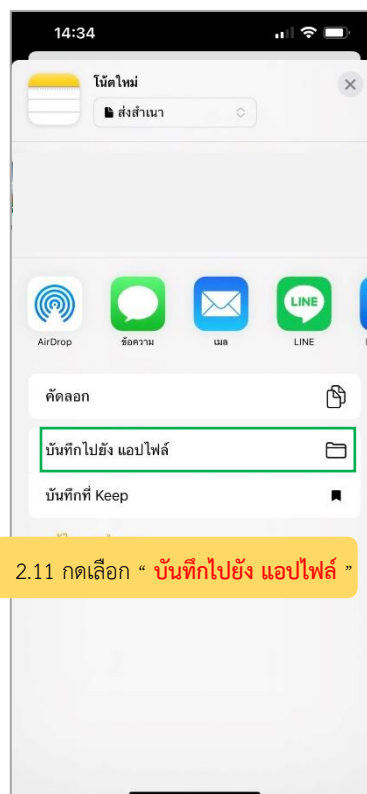 14:34
โน้ตใหม่
ส่งสำเนา
AirDrop
ข้อความ
เมล
LINE
คัดลอก
บันทึกไปยัง แอปไฟล์
บันทึกที่ Keep
2.11 กดเลือก “ บันทึกไปยัง แอปไฟล์ ”